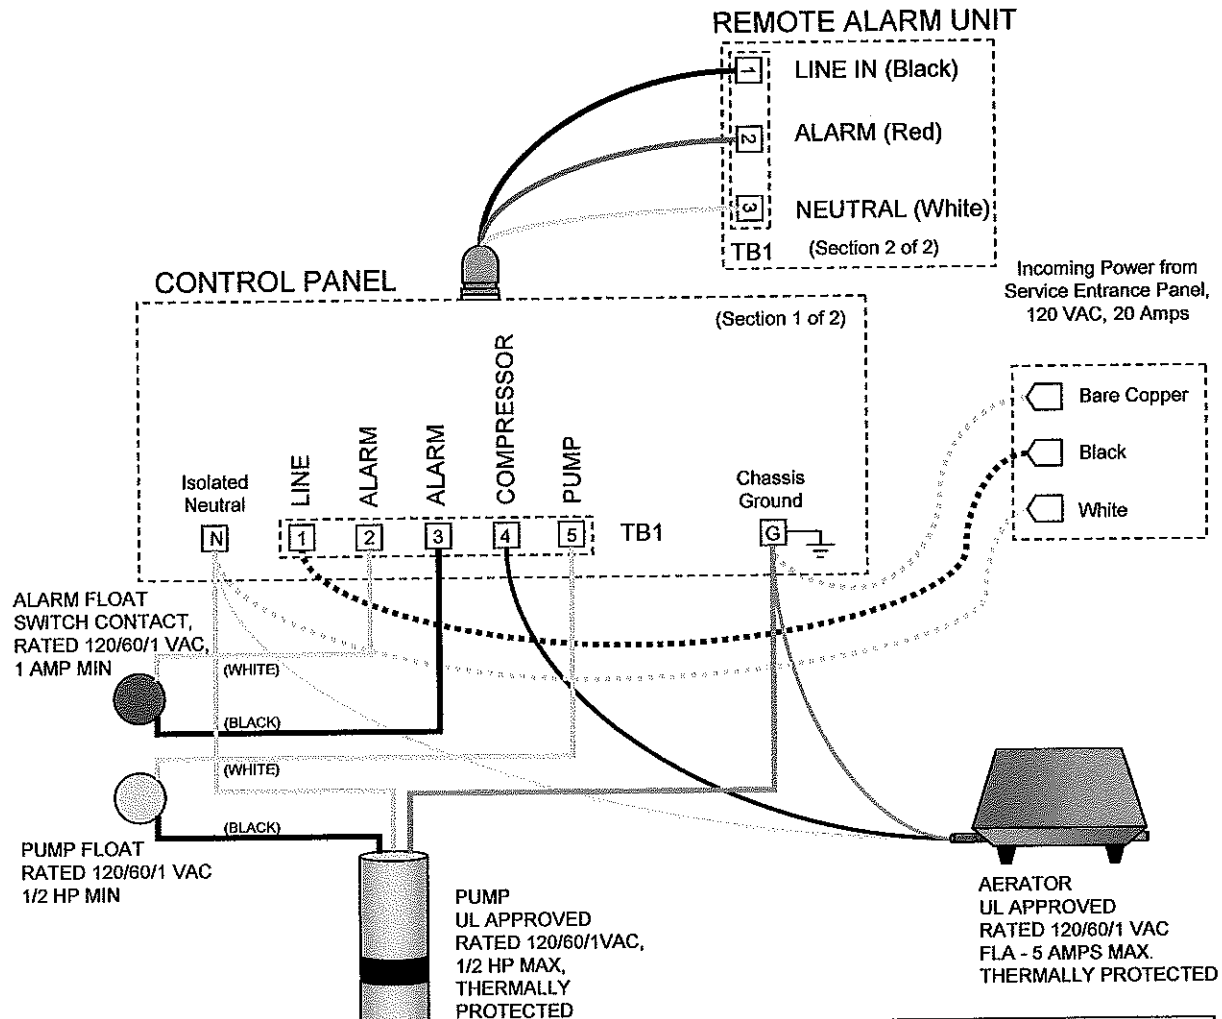 REMOTE ALARM UNIT
1 LINE IN (Black)
2 ALARM (Red)
3 NEUTRAL (White)
TB1 (Section 2 of 2)
CONTROL PANEL
(Section 1 of 2)
Incoming Power from
Service Entrance Panel,
120 VAC, 20 Amps
Bare Copper
Black
White
Isolated
Neutral
LINE
ALARM
ALARM
COMPRESSOR
PUMP
Chassis
Ground
N 1 2 3 4 5 TB1 G
ALARM FLOAT
SWITCH CONTACT,
RATED 120/60/1 VAC,
1 AMP MIN
(WHITE)
(BLACK)
(WHITE)
(BLACK)
PUMP FLOAT
RATED 120/60/1 VAC
1/2 HP MIN
PUMP
UL APPROVED
RATED 120/60/1VAC,
1/2 HP MAX,
THERMALLY
PROTECTED
AERATOR
UL APPROVED
RATED 120/60/1 VAC
FLA - 5 AMPS MAX.
THERMALLY PROTECTED